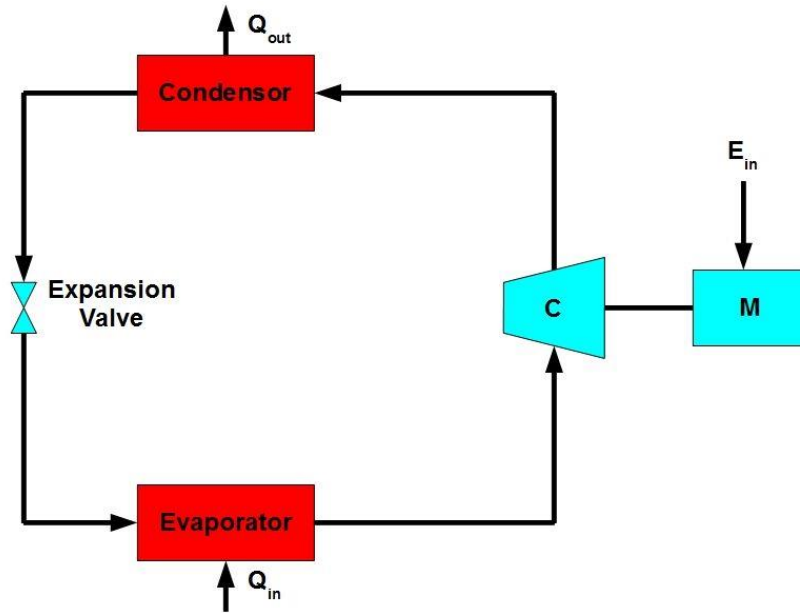 Q_out
Condensor
E_in
Expansion
Valve
C
M
Evaporator
Q_in